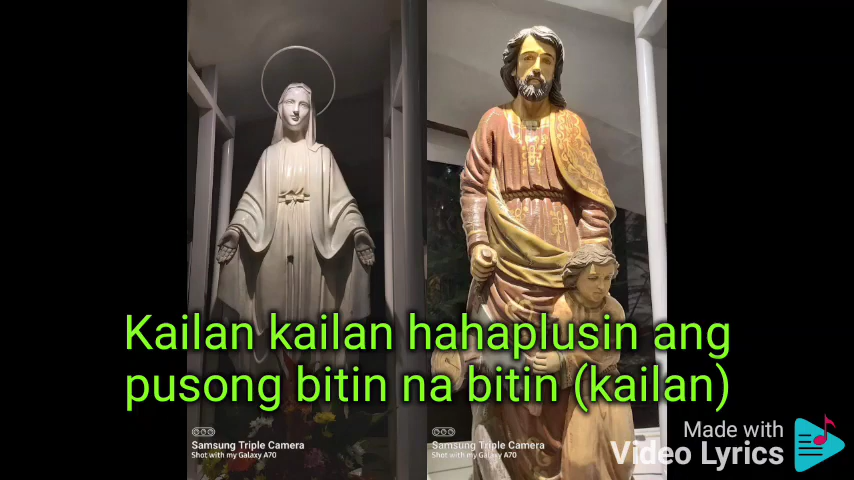 Kailan kailan hahaplusin ang
pusong bitin na bitin (kailan)
Samsung Triple Camera
Shot with my Galaxy A70
Samsung Triple Camera
Shot with my Galaxy A70
Made with
Video Lyrics